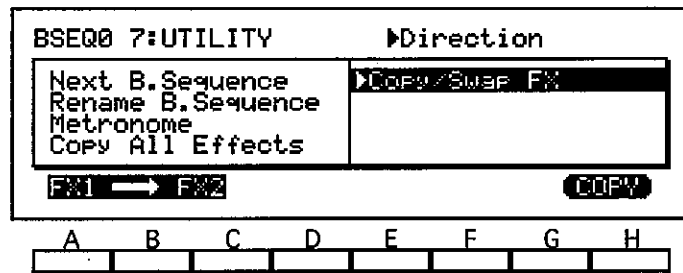 BSEQ0 7:UTILITY ▶Direction
Next B.Sequence ▶Copy/Swap FX
Rename B.Sequence
Metronome
Copy All Effects
FX1 → FX2 COPY
A B C D E F G H